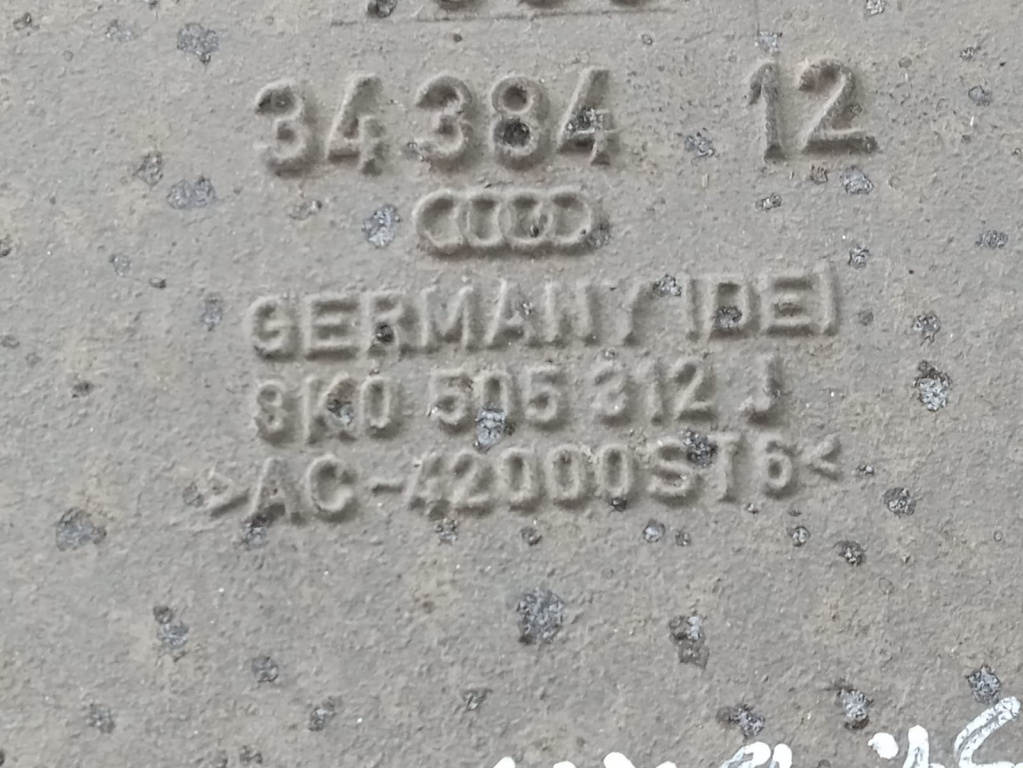 34384 12
GERMANY (DE)
8K0 505 312 J
>AC-42000ST6<